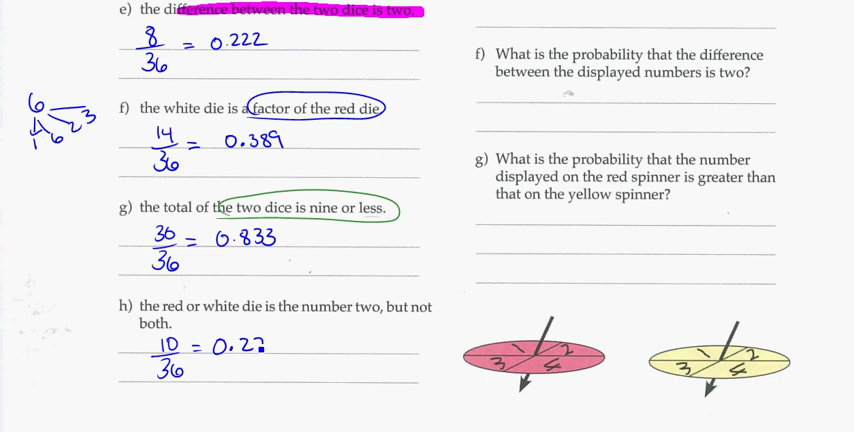 e) the difference between the two dice is two.
8/36 = 0.222
f) the white die is a factor of the red die
6
1 6 2 3
14/36 = 0.389
g) the total of the two dice is nine or less.
30/36 = 0.833
h) the red or white die is the number two, but not
both.
10/36 = 0.27
f) What is the probability that the difference
between the displayed numbers is two?
g) What is the probability that the number
displayed on the red spinner is greater than
that on the yellow spinner?
1 2
3 4
1 2
3 4